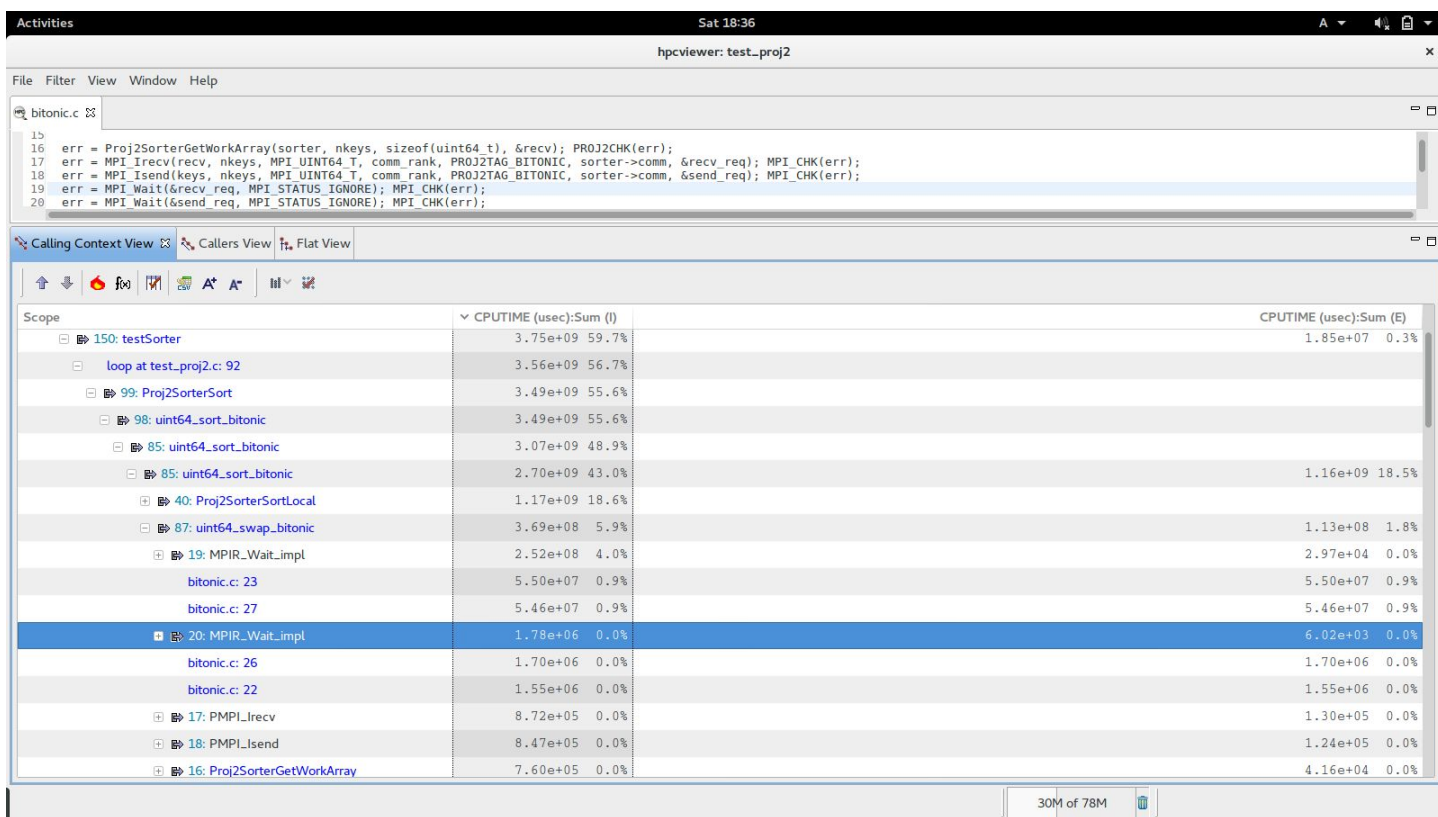 Activities Sat 18:36 A
hpcviewer: test_proj2 ×
File Filter View Window Help
bitonic.c
15
16 err = Proj2SorterGetWorkArray(sorter, nkeys, sizeof(uint64_t), &recv); PROJ2CHK(err);
17 err = MPI_Irecv(recv, nkeys, MPI_UINT64_T, comm_rank, PROJ2TAG_BITONIC, sorter->comm, &recv_req); MPI_CHK(err);
18 err = MPI_Isend(keys, nkeys, MPI_UINT64_T, comm_rank, PROJ2TAG_BITONIC, sorter->comm, &send_req); MPI_CHK(err);
19 err = MPI_Wait(&recv_req, MPI_STATUS_IGNORE); MPI_CHK(err);
20 err = MPI_Wait(&send_req, MPI_STATUS_IGNORE); MPI_CHK(err);
Calling Context View Callers View Flat View
f(x) CSV A+ A-
Scope CPUTIME (usec):Sum (I) CPUTIME (usec):Sum (E)
150: testSorter 3.75e+09 59.7% 1.85e+07 0.3%
loop at test_proj2.c: 92 3.56e+09 56.7%
99: Proj2SorterSort 3.49e+09 55.6%
98: uint64_sort_bitonic 3.49e+09 55.6%
85: uint64_sort_bitonic 3.07e+09 48.9%
85: uint64_sort_bitonic 2.70e+09 43.0% 1.16e+09 18.5%
40: Proj2SorterSortLocal 1.17e+09 18.6%
87: uint64_swap_bitonic 3.69e+08 5.9% 1.13e+08 1.8%
19: MPIR_Wait_impl 2.52e+08 4.0% 2.97e+04 0.0%
bitonic.c: 23 5.50e+07 0.9% 5.50e+07 0.9%
bitonic.c: 27 5.46e+07 0.9% 5.46e+07 0.9%
20: MPIR_Wait_impl 1.78e+06 0.0% 6.02e+03 0.0%
bitonic.c: 26 1.70e+06 0.0% 1.70e+06 0.0%
bitonic.c: 22 1.55e+06 0.0% 1.55e+06 0.0%
17: PMPI_Irecv 8.72e+05 0.0% 1.30e+05 0.0%
18: PMPI_Isend 8.47e+05 0.0% 1.24e+05 0.0%
16: Proj2SorterGetWorkArray 7.60e+05 0.0% 4.16e+04 0.0%
30M of 78M